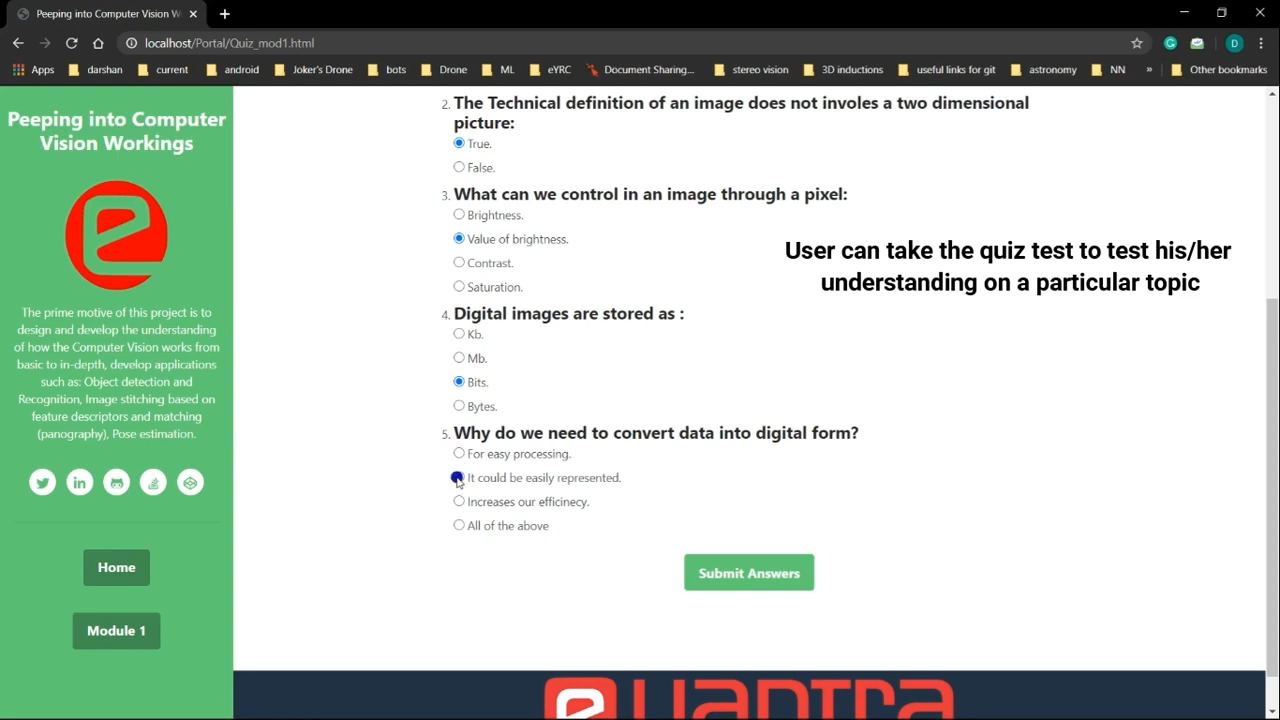 Peeping into Computer Vision W
localhost/Portal/Quiz_mod1.html
D
Apps
darshan
current
android
Joker's Drone
bots
Drone
ML
eYRC
Document Sharing...
stereo vision
3D inductions
useful links for git
astronomy
NN
»
Other bookmarks
Peeping into Computer
Vision Workings
The prime motive of this project is to
design and develop the understanding
of how the Computer Vision works from
basic to in-depth, develop applications
such as: Object detection and
Recognition, Image stitching based on
feature descriptors and matching
(panography), Pose estimation.
Home
Module 1
2. The Technical definition of an image does not involes a two dimensional
picture:
True.
False.
3. What can we control in an image through a pixel:
Brightness.
Value of brightness.
Contrast.
Saturation.
4. Digital images are stored as :
Kb.
Mb.
Bits.
Bytes.
5. Why do we need to convert data into digital form?
For easy processing.
It could be easily represented.
Increases our efficinecy.
All of the above
Submit Answers
User can take the quiz test to test his/her
understanding on a particular topic
e yantra